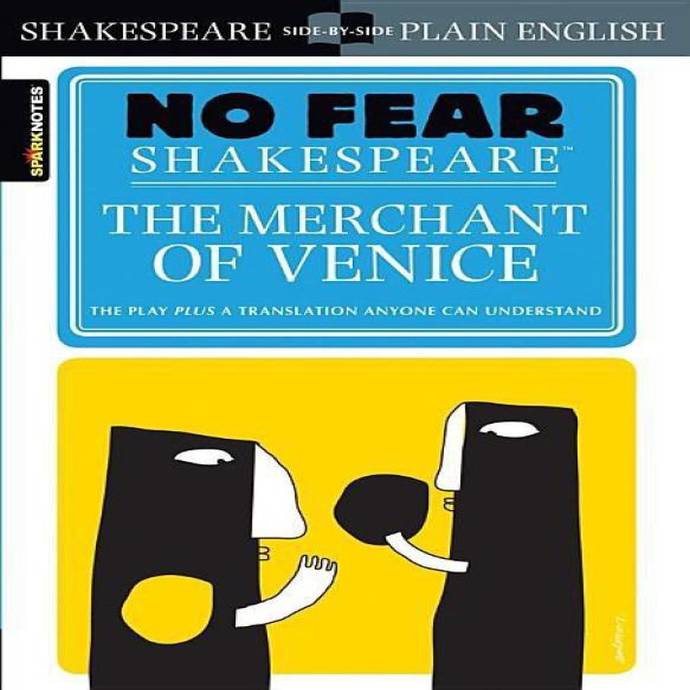 SHAKESPEARE SIDE-BY-SIDE PLAIN ENGLISH
SPARKNOTES
NO FEAR
SHAKESPEARE™
THE MERCHANT
OF VENICE
THE PLAY PLUS A TRANSLATION ANYONE CAN UNDERSTAND